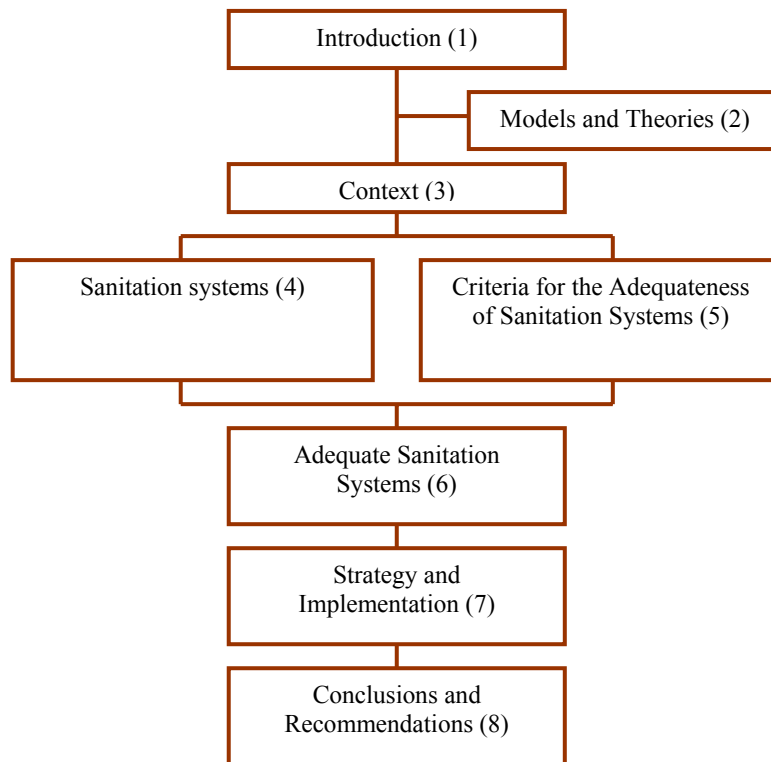 Introduction (1)
Models and Theories (2)
Context (3)
Sanitation systems (4)
Criteria for the Adequateness
of Sanitation Systems (5)
Adequate Sanitation
Systems (6)
Strategy and
Implementation (7)
Conclusions and
Recommendations (8)